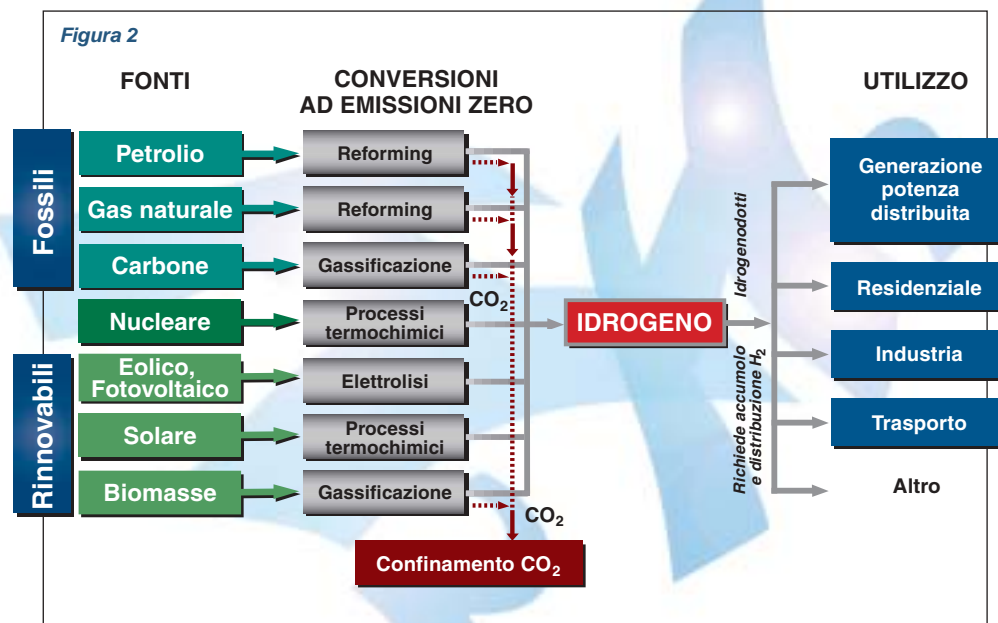 Figura 2
FONTI
CONVERSIONI
AD EMISSIONI ZERO
UTILIZZO
Fossili
Petrolio
Reforming
Gas naturale
Reforming
Carbone
Gassificazione
CO2
Nucleare
Processi
termochimici
Rinnovabili
Eolico,
Fotovoltaico
Elettrolisi
Solare
Processi
termochimici
Biomasse
Gassificazione
CO2
Confinamento CO2
IDROGENO
Idrogenodotti
Richiede accumulo
e distribuzione H2
Generazione
potenza
distribuita
Residenziale
Industria
Trasporto
Altro